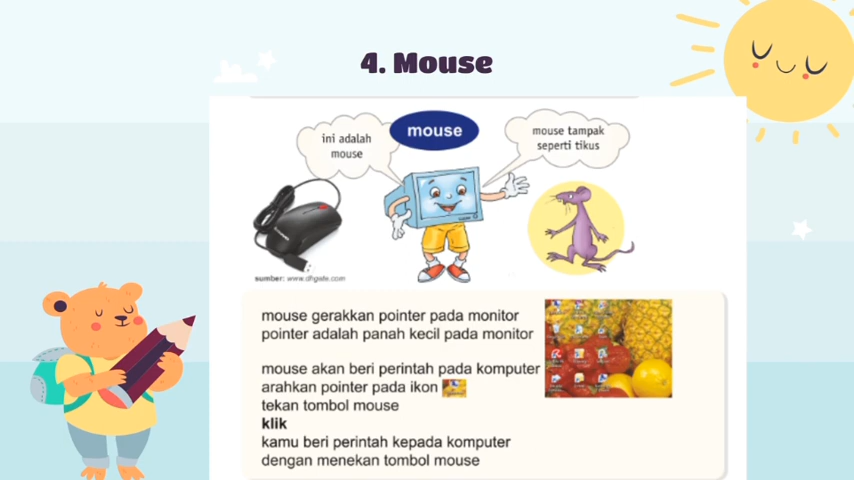 4. Mouse
ini adalah
mouse
mouse
mouse tampak
seperti tikus
sumber: www.dhgate.com
mouse gerakkan pointer pada monitor
pointer adalah panah kecil pada monitor
mouse akan beri perintah pada komputer
arahkan pointer pada ikon
tekan tombol mouse
klik
kamu beri perintah kepada komputer
dengan menekan tombol mouse